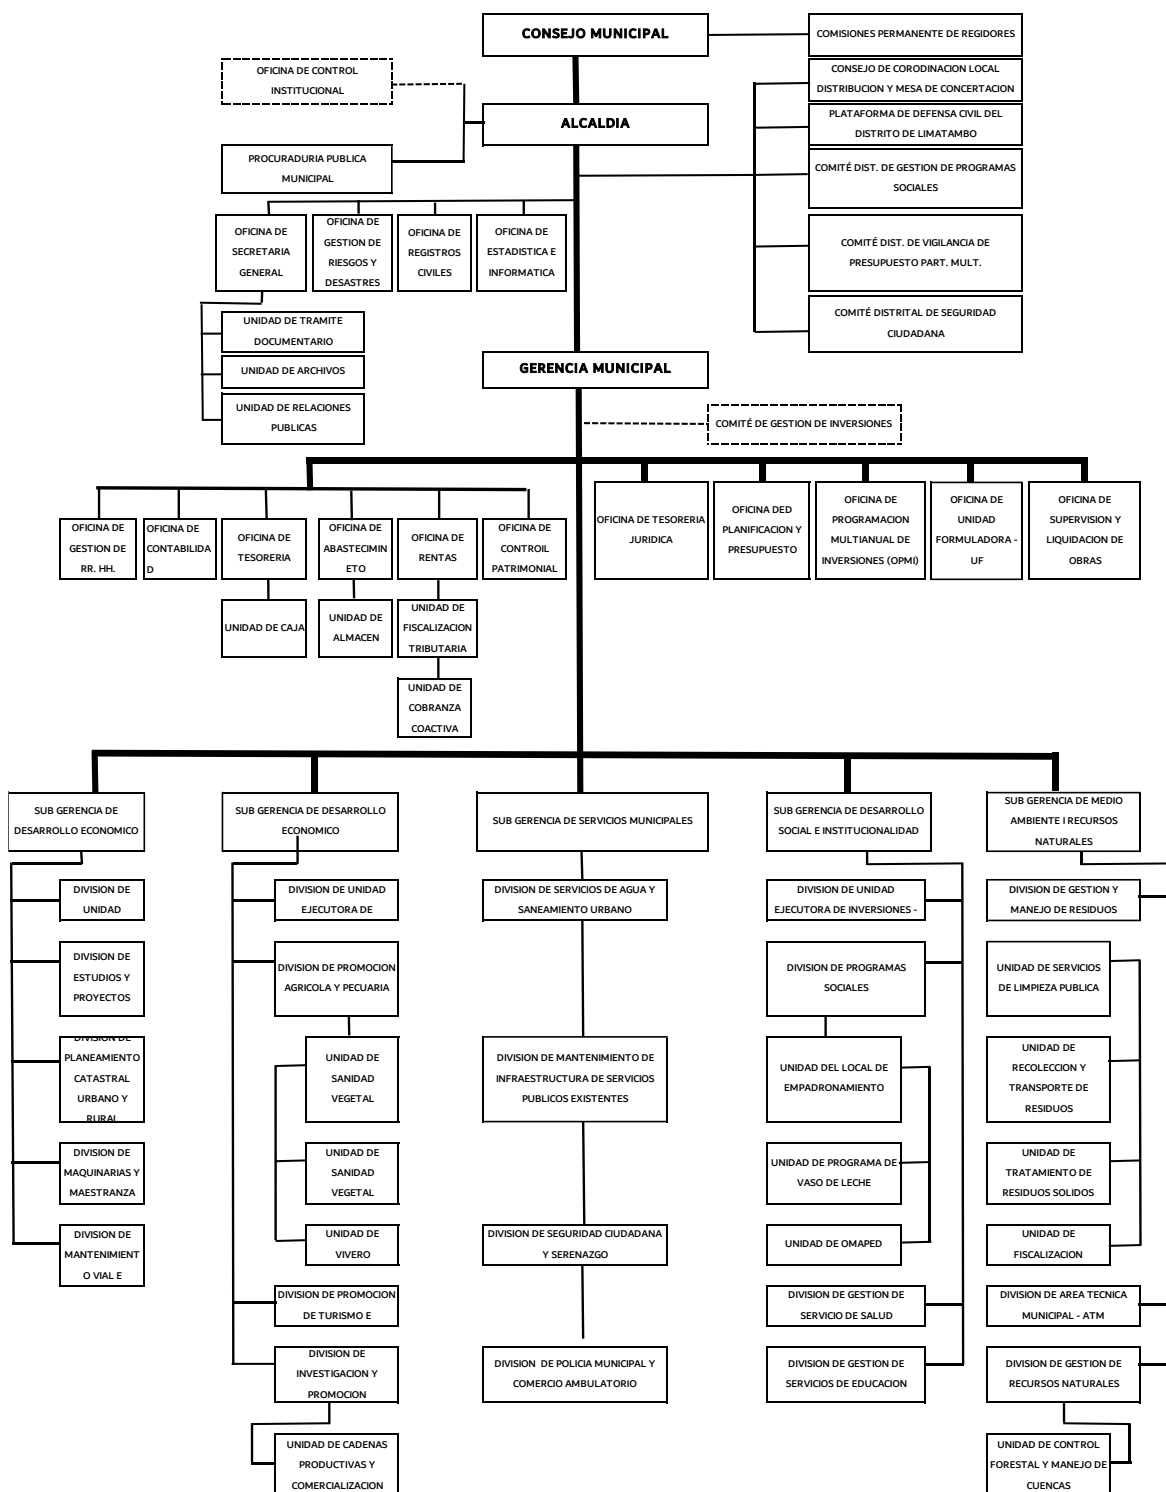 CONSEJO MUNICIPAL
COMISIONES PERMANENTE DE REGIDORES
OFICINA DE CONTROL
INSTITUCIONAL
CONSEJO DE CORODINACION LOCAL
DISTRIBUCION Y MESA DE CONCERTACION
ALCALDIA
PLATAFORMA DE DEFENSA CIVIL DEL
DISTRITO DE LIMATAMBO
PROCURADURIA PUBLICA
MUNICIPAL
COMITÉ DIST. DE GESTION DE PROGRAMAS
SOCIALES
OFICINA DE
SECRETARIA
GENERAL
OFICINA DE
GESTION DE
RIESGOS Y
DESASTRES
OFICINA DE
REGISTROS
CIVILES
OFICINA DE
ESTADISTICA E
INFORMATICA
COMITÉ DIST. DE VIGILANCIA DE
PRESUPUESTO PART. MULT.
COMITÉ DISTRITAL DE SEGURIDAD
CIUDADANA
UNIDAD DE TRAMITE
DOCUMENTARIO
UNIDAD DE ARCHIVOS
UNIDAD DE RELACIONES
PUBLICAS
GERENCIA MUNICIPAL
COMITÉ DE GESTION DE INVERSIONES
OFICINA DE
GESTION DE
RR. HH.
OFICINA DE
CONTABILIDA
D
OFICINA DE
TESORERIA
OFICINA DE
ABASTECIMIN
ETO
OFICINA DE
RENTAS
OFICINA DE
CONTROIL
PATRIMONIAL
OFICINA DE TESORERIA
JURIDICA
OFICINA DED
PLANIFICACION Y
PRESUPUESTO
OFICINA DE
PROGRAMACION
MULTIANUAL DE
INVERSIONES (OPMI)
OFICINA DE
UNIDAD
FORMULADORA -
UF
OFICINA DE
SUPERVISION Y
LIQUIDACION DE
OBRAS
UNIDAD DE CAJA
UNIDAD DE
ALMACEN
UNIDAD DE
FISCALIZACION
TRIBUTARIA
UNIDAD DE
COBRANZA
COACTIVA
SUB GERENCIA DE
DESARROLLO ECONOMICO
SUB GERENCIA DE DESARROLLO
ECONOMICO
SUB GERENCIA DE SERVICIOS MUNICIPALES
SUB GERENCIA DE DESARROLLO
SOCIAL E INSTITUCIONALIDAD
SUB GERENCIA DE MEDIO
AMBIENTE I RECURSOS
NATURALES
DIVISION DE
UNIDAD
DIVISION DE
ESTUDIOS Y
PROYECTOS
DIVISION DE
PLANEAMIENTO
CATASTRAL
URBANO Y
RURAL
DIVISION DE
MAQUINARIAS Y
MAESTRANZA
DIVISION DE
MANTENIMIENT
O VIAL E
DIVISION DE UNIDAD
EJECUTORA DE
DIVISION DE PROMOCION
AGRICOLA Y PECUARIA
UNIDAD DE
SANIDAD
VEGETAL
UNIDAD DE
SANIDAD
VEGETAL
UNIDAD DE
VIVERO
DIVISION DE PROMOCION
DE TURISMO E
DIVISION DE
INVESTIGACION Y
PROMOCION
UNIDAD DE CADENAS
PRODUCTIVAS Y
COMERCIALIZACION
DIVISION DE SERVICIOS DE AGUA Y
SANEAMIENTO URBANO
DIVISION DE MANTENIMIENTO DE
INFRAESTRUCTURA DE SERVICIOS
PUBLICOS EXISTENTES
DIVISION DE SEGURIDAD CIUDADANA
Y SERENAZGO
DIVISION DE POLICIA MUNICIPAL Y
COMERCIO AMBULATORIO
DIVISION DE UNIDAD
EJECUTORA DE INVERSIONES -
DIVISION DE PROGRAMAS
SOCIALES
UNIDAD DEL LOCAL DE
EMPADRONAMIENTO
UNIDAD DE PROGRAMA DE
VASO DE LECHE
UNIDAD DE OMAPED
DIVISION DE GESTION DE
SERVICIO DE SALUD
DIVISION DE GESTION DE
SERVICIOS DE EDUCACION
DIVISION DE GESTION Y
MANEJO DE RESIDUOS
UNIDAD DE SERVICIOS
DE LIMPIEZA PUBLICA
UNIDAD DE
RECOLECCION Y
TRANSPORTE DE
RESIDUOS
UNIDAD DE
TRATAMIENTO DE
RESIDUOS SOLIDOS
UNIDAD DE
FISCALIZACION
DIVISION DE AREA TECNICA
MUNICIPAL - ATM
DIVISION DE GESTION DE
RECURSOS NATURALES
UNIDAD DE CONTROL
FORESTAL Y MANEJO DE
CUENCAS